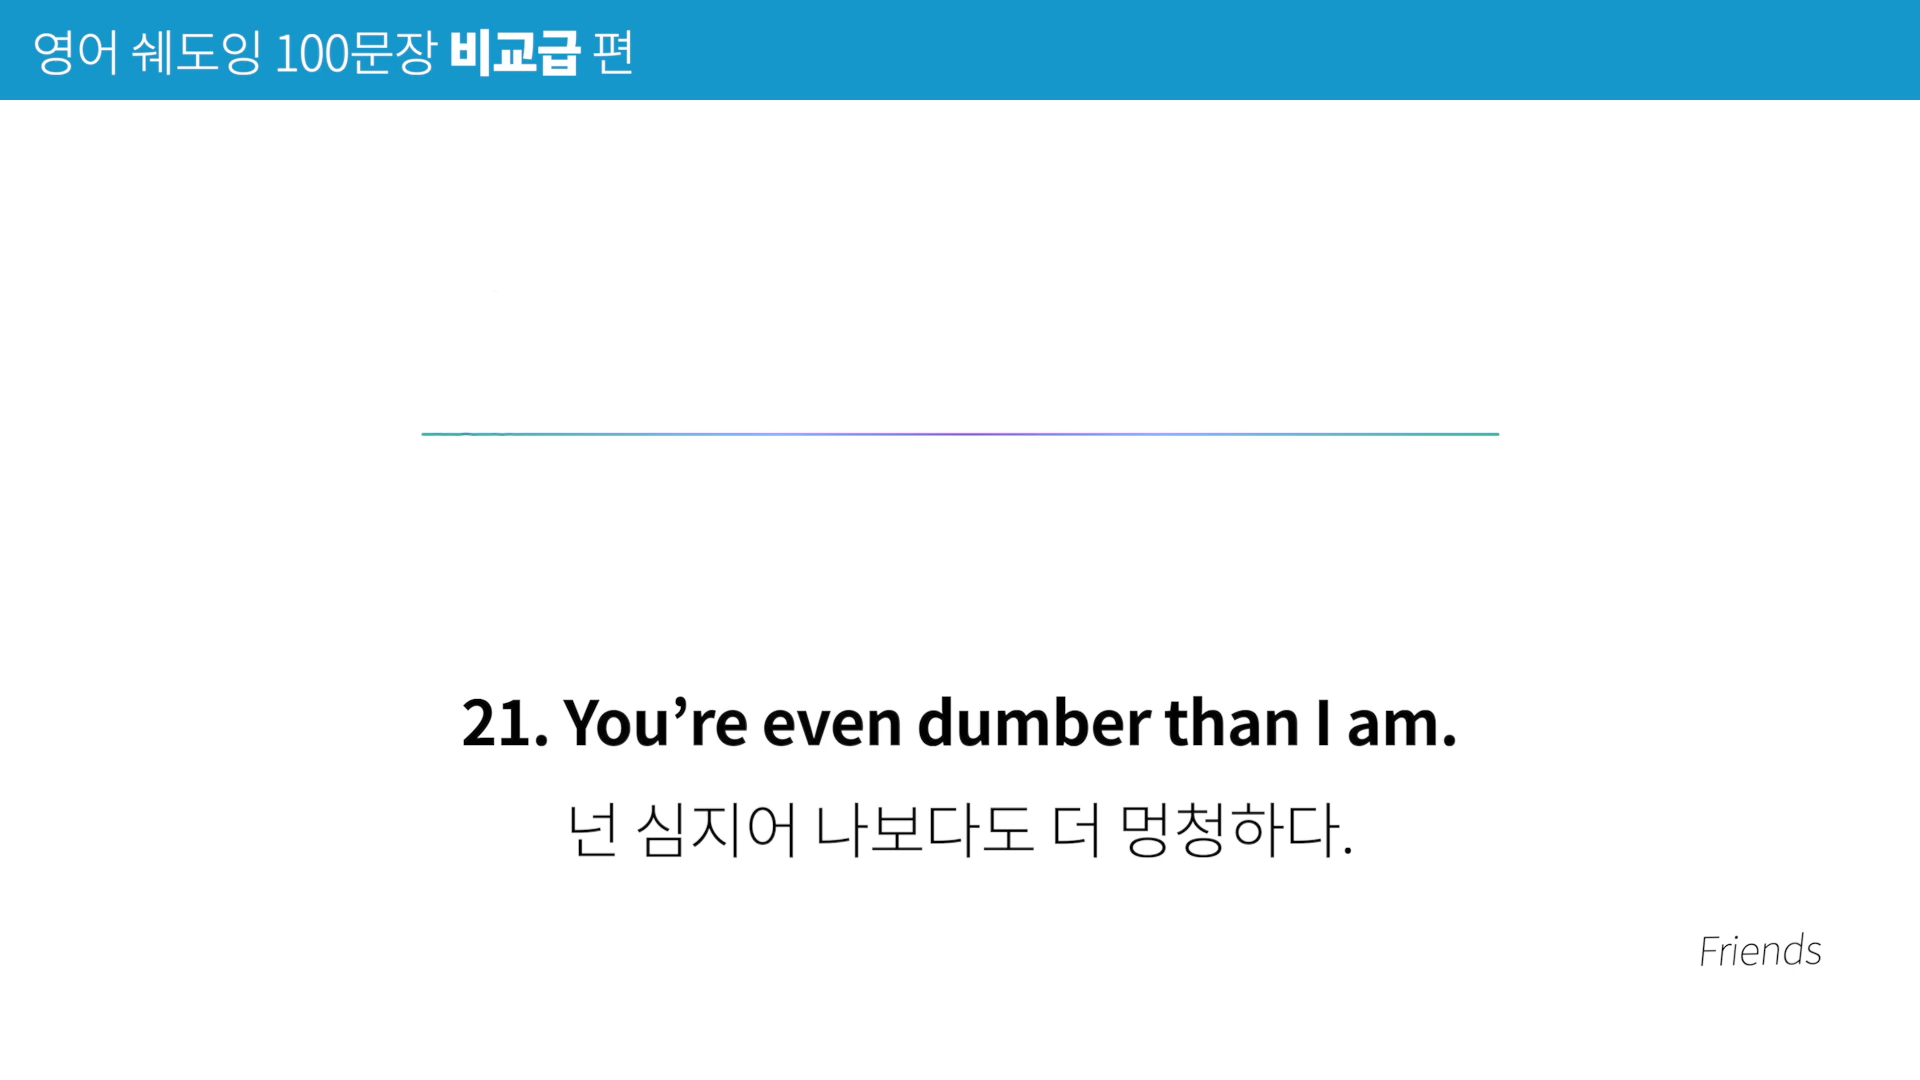 영어 쉐도잉 100문장 비교급 편
21. You’re even dumber than I am.
넌 심지어 나보다도 더 멍청하다.
Friends